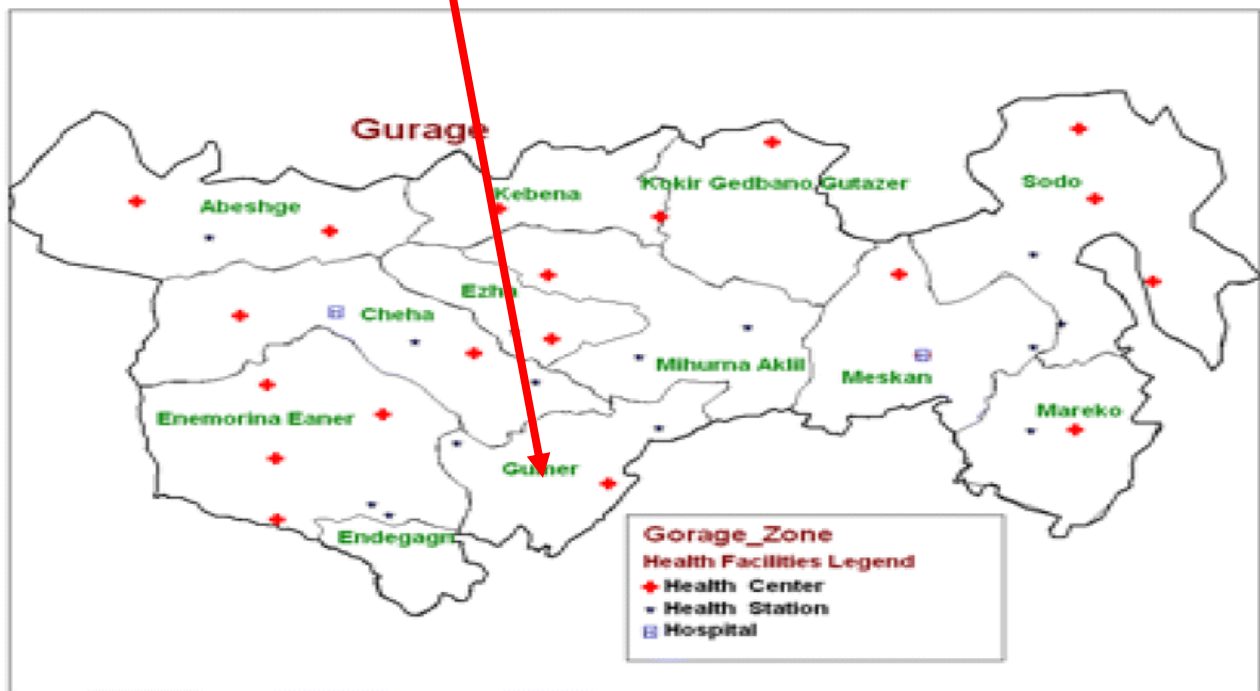 Gurage
Kebena
Kokir Gedbano Gutazer
Sodo
Abeshge
Ezha
Cheha
Mihurna Aklil
Meskan
Enemorina Eaner
Mareko
Gumer
Endegagn
Gorage_Zone
Health Facilities Legend
Health Center
Health Station
Hospital